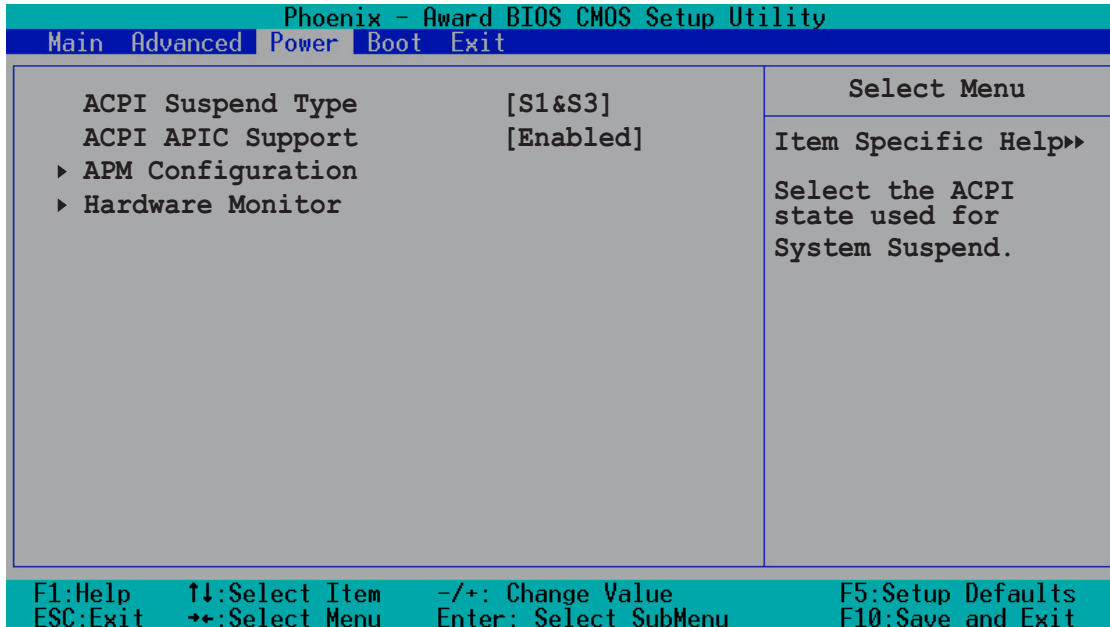 Phoenix - Award BIOS CMOS Setup Utility
Main Advanced Power Boot Exit
ACPI Suspend Type [S1&S3]
ACPI APIC Support [Enabled]
▸ APM Configuration
▸ Hardware Monitor
Select Menu
Item Specific Help▸▸
Select the ACPI
state used for
System Suspend.
F1:Help ↑↓:Select Item -/+: Change Value F5:Setup Defaults
ESC:Exit →←:Select Menu Enter: Select SubMenu F10:Save and Exit